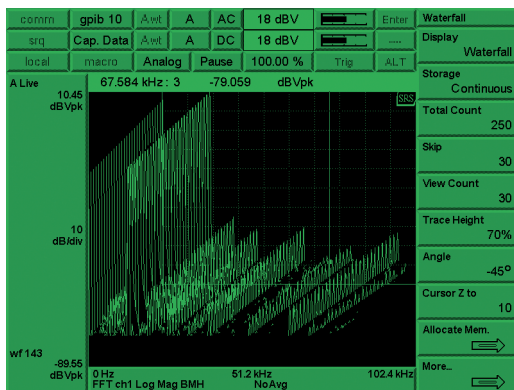 comm gpib 10 Awt A AC 18 dBV Enter
srq Cap. Data Awt A DC 18 dBV ----
local macro Analog Pause 100.00 % Trig ALT
A Live 67.584 kHz : 3 -79.059 dBVpk
10.45
dBVpk
SRS
10
dB/div
wf 143
-89.55
dBVpk
0 Hz 51.2 kHz 102.4 kHz
FFT ch1 Log Mag BMH NoAvg
Waterfall
Display
Waterfall
Storage
Continuous
Total Count
250
Skip
30
View Count
30
Trace Height
70%
Angle
-45º
Cursor Z to
10
Allocate Mem.
More...